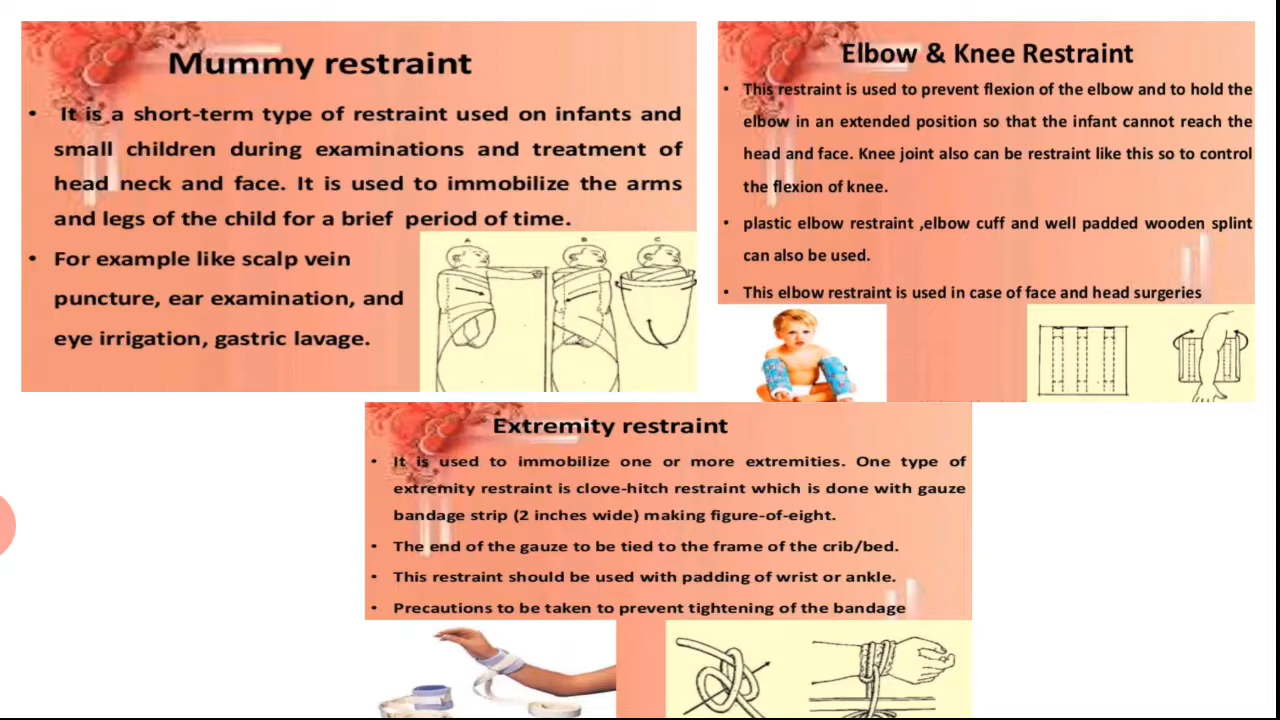 Mummy restraint
• It is a short-term type of restraint used on infants and
small children during examinations and treatment of
head neck and face. It is used to immobilize the arms
and legs of the child for a brief period of time.
• For example like scalp vein
puncture, ear examination, and
eye irrigation, gastric lavage.
A B C
Elbow & Knee Restraint
• This restraint is used to prevent flexion of the elbow and to hold the
elbow in an extended position so that the infant cannot reach the
head and face. Knee joint also can be restraint like this so to control
the flexion of knee.
• plastic elbow restraint ,elbow cuff and well padded wooden splint
can also be used.
• This elbow restraint is used in case of face and head surgeries
Extremity restraint
• It is used to immobilize one or more extremities. One type of
extremity restraint is clove-hitch restraint which is done with gauze
bandage strip (2 inches wide) making figure-of-eight.
• The end of the gauze to be tied to the frame of the crib/bed.
• This restraint should be used with padding of wrist or ankle.
• Precautions to be taken to prevent tightening of the bandage